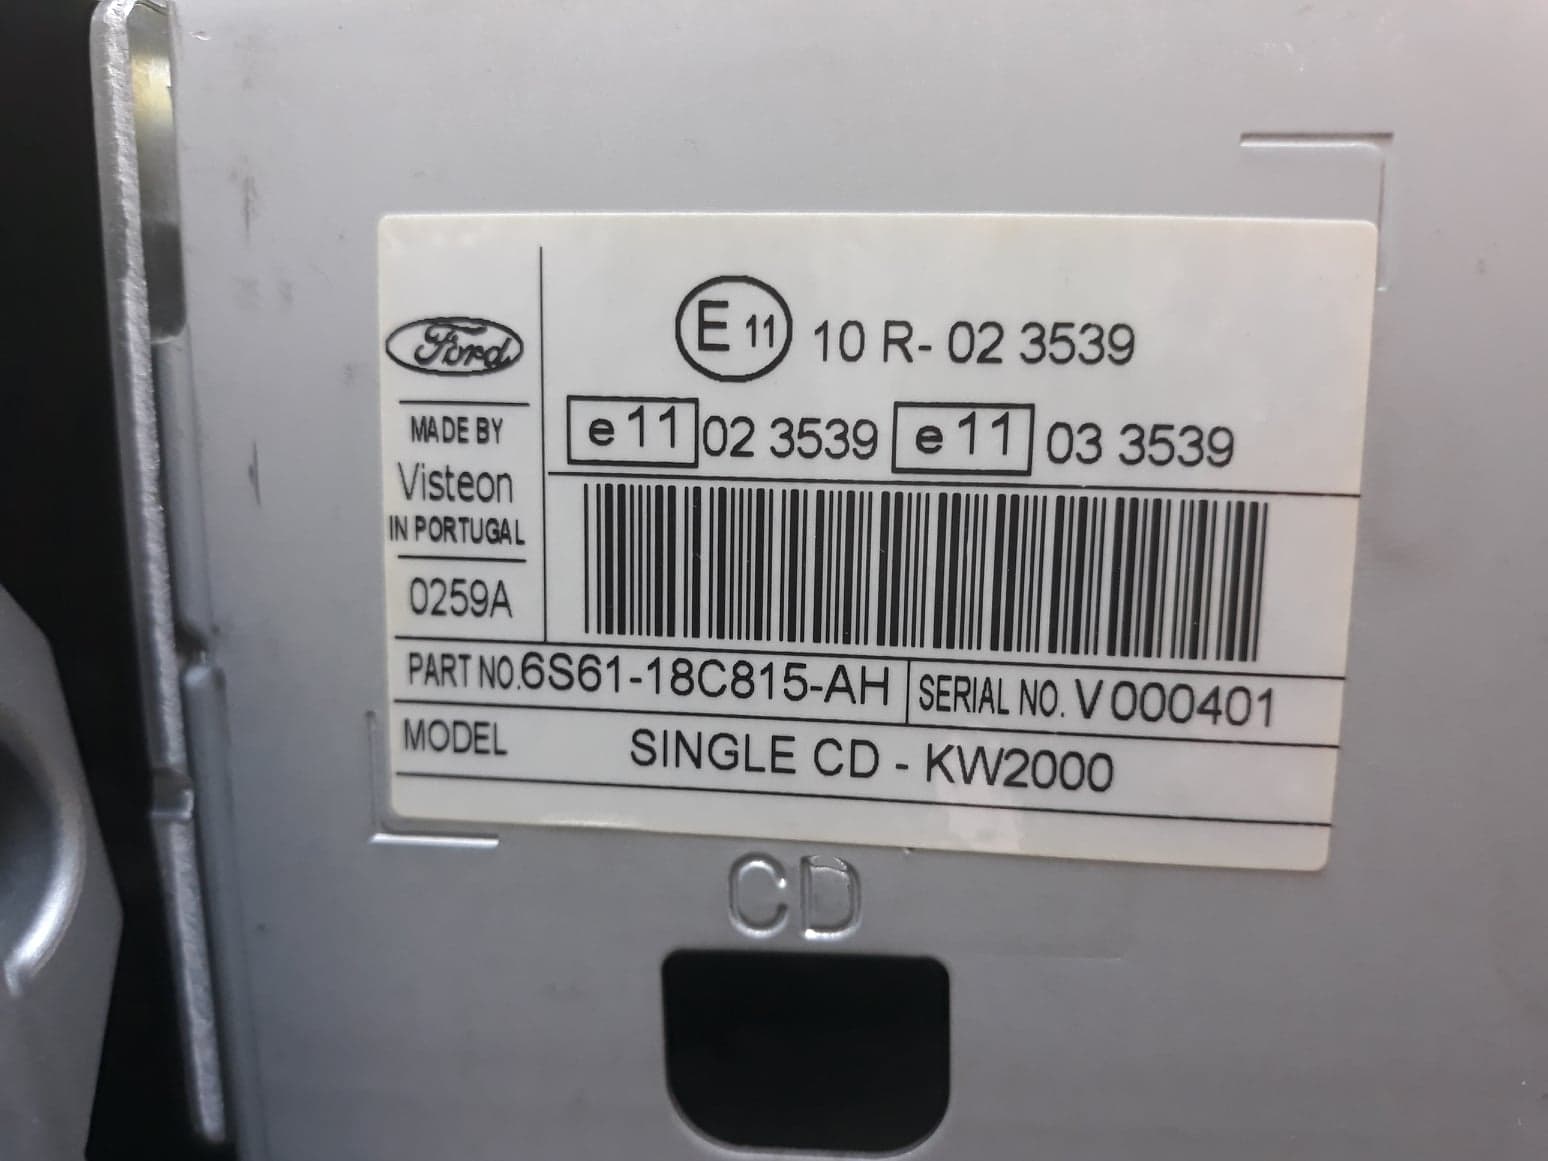 Ford
MADE BY
Visteon
IN PORTUGAL
0259A
E 11 10 R- 02 3539
e 11 02 3539 e 11 03 3539
PART NO. 6S61-18C815-AH SERIAL NO. V000401
MODEL SINGLE CD - KW2000
CD